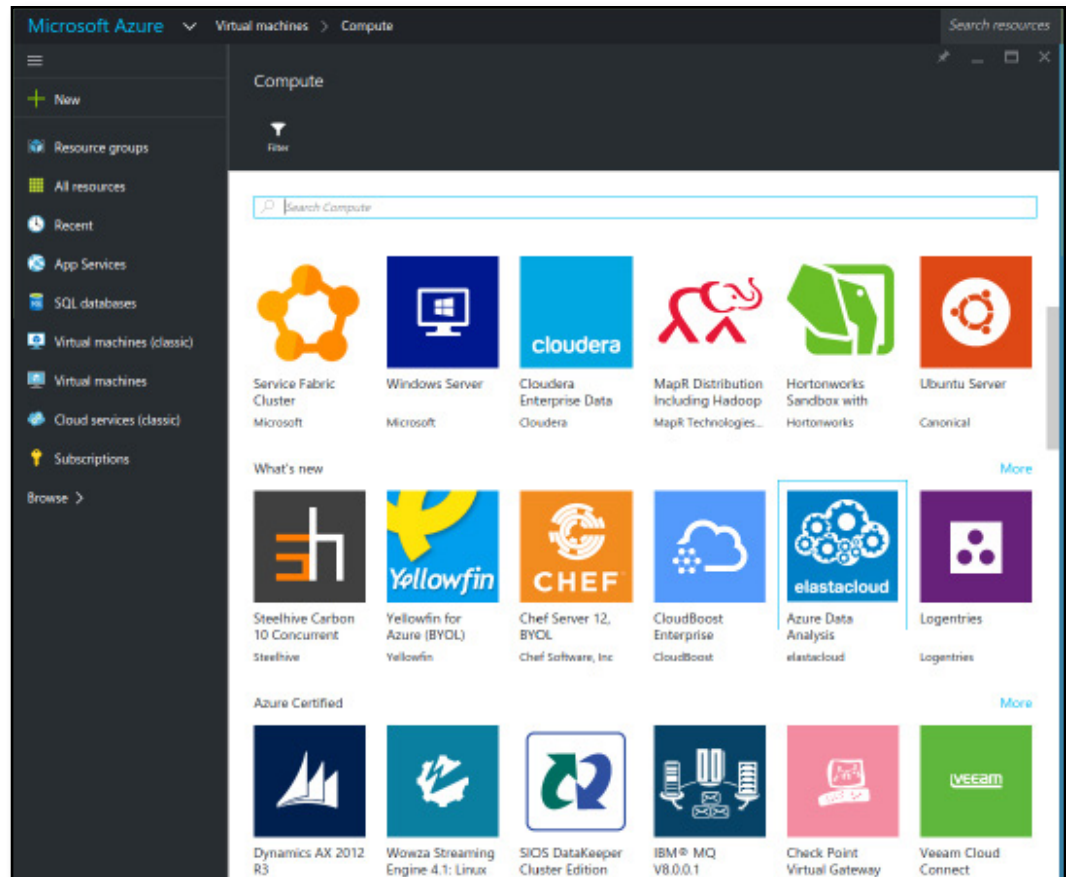 Microsoft Azure Virtual machines > Compute Search resources
Compute
New
Filter
Resource groups
All resources
Recent
App Services
SQL databases
Virtual machines (classic)
Virtual machines
Cloud services (classic)
Subscriptions
Browse >
Search Compute
cloudera
Service Fabric Cluster
Microsoft
Windows Server
Microsoft
Cloudera Enterprise Data
Cloudera
MapR Distribution Including Hadoop
MapR Technologies...
Hortonworks Sandbox with
Hortonworks
Ubuntu Server
Canonical
What's new More
sh
Yellowfin
CHEF
elastacloud
Steelhive Carbon 10 Concurrent
Steelhive
Yellowfin for Azure (BYOL)
Yellowfin
Chef Server 12, BYOL
Chef Software, Inc
CloudBoost Enterprise
CloudBoost
Azure Data Analysis
elastacloud
Logentries
Logentries
Azure Certified More
veeam
Dynamics AX 2012 R3
Wowza Streaming Engine 4.1: Linux
SIOS DataKeeper Cluster Edition
IBM® MQ V8.0.0.1
Check Point Virtual Gateway
Veeam Cloud Connect